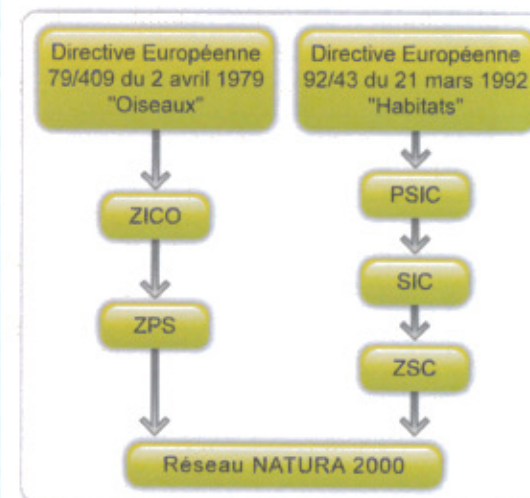 Directive Européenne
79/409 du 2 avril 1979
"Oiseaux"
ZICO
ZPS
Directive Européenne
92/43 du 21 mars 1992
"Habitats"
PSIC
SIC
ZSC
Réseau NATURA 2000